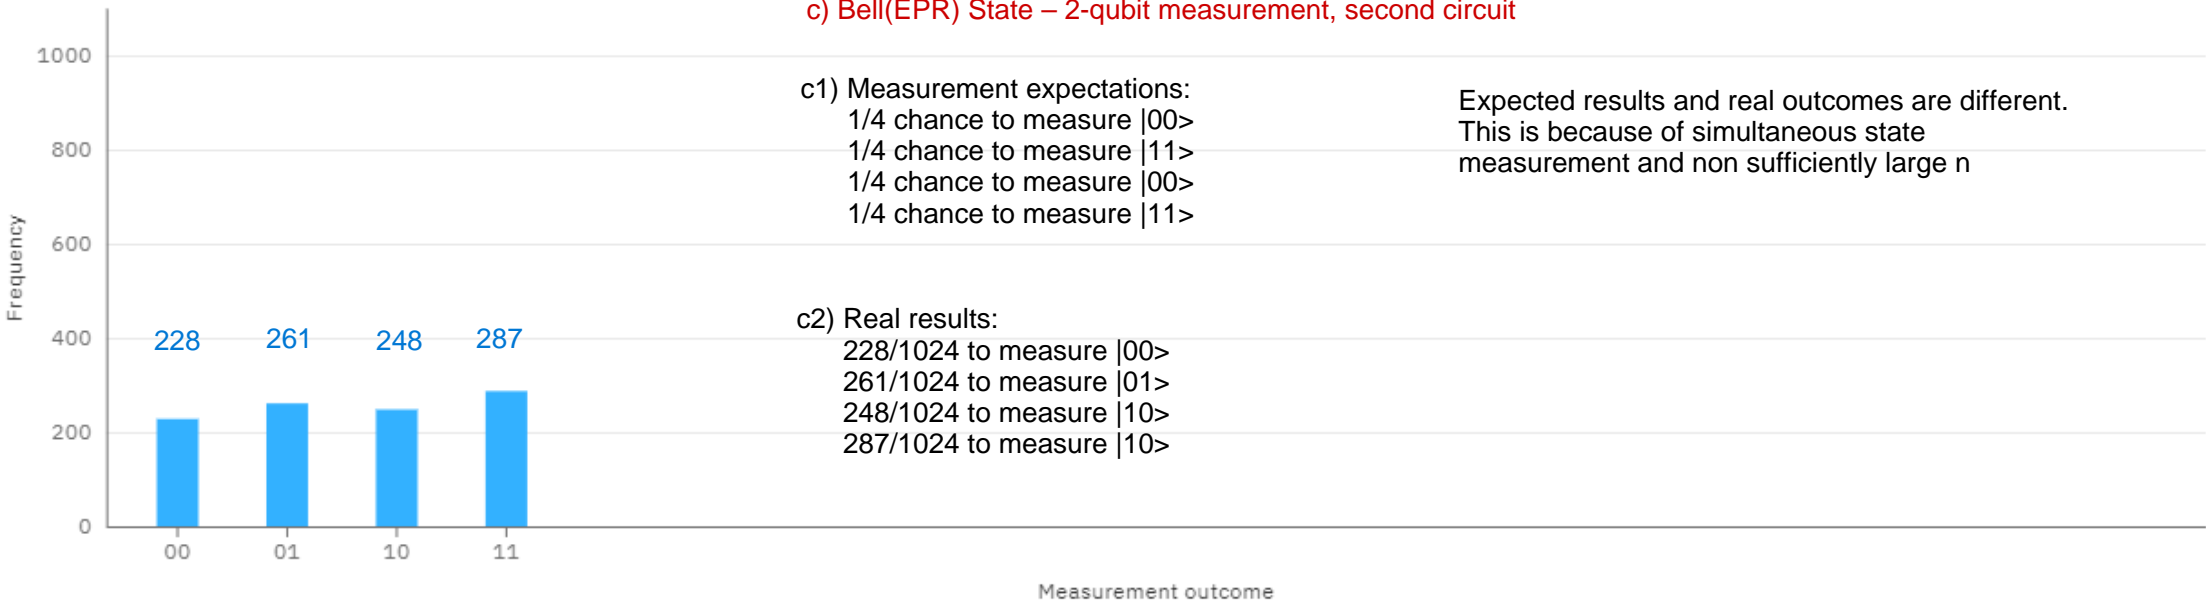 c) Bell(EPR) State – 2-qubit measurement, second circuit
c1) Measurement expectations:
1/4 chance to measure |00>
1/4 chance to measure |11>
1/4 chance to measure |00>
1/4 chance to measure |11>
Expected results and real outcomes are different.
This is because of simultaneous state
measurement and non sufficiently large n
c2) Real results:
228/1024 to measure |00>
261/1024 to measure |01>
248/1024 to measure |10>
287/1024 to measure |10>
Frequency
1000
800
600
400
200
0
228 261 248 287
00 01 10 11
Measurement outcome